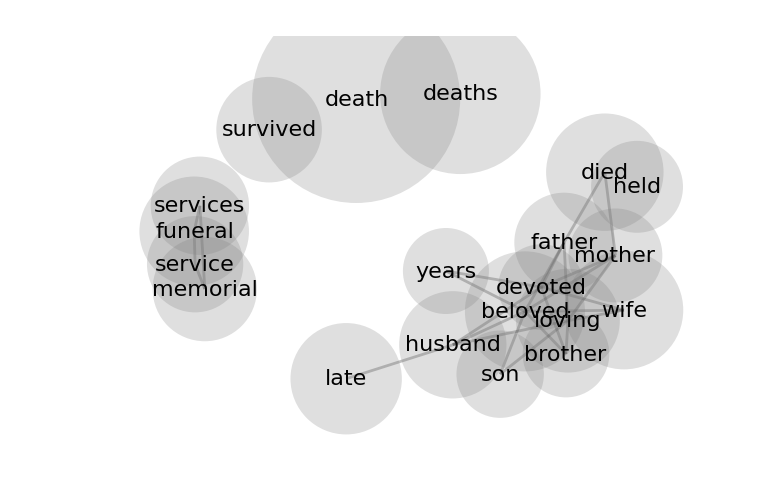 deaths
death
survived
died
held
services
funeral
father
mother
service
years
devoted
memorial
beloved
wife
loving
husband
brother
son
late